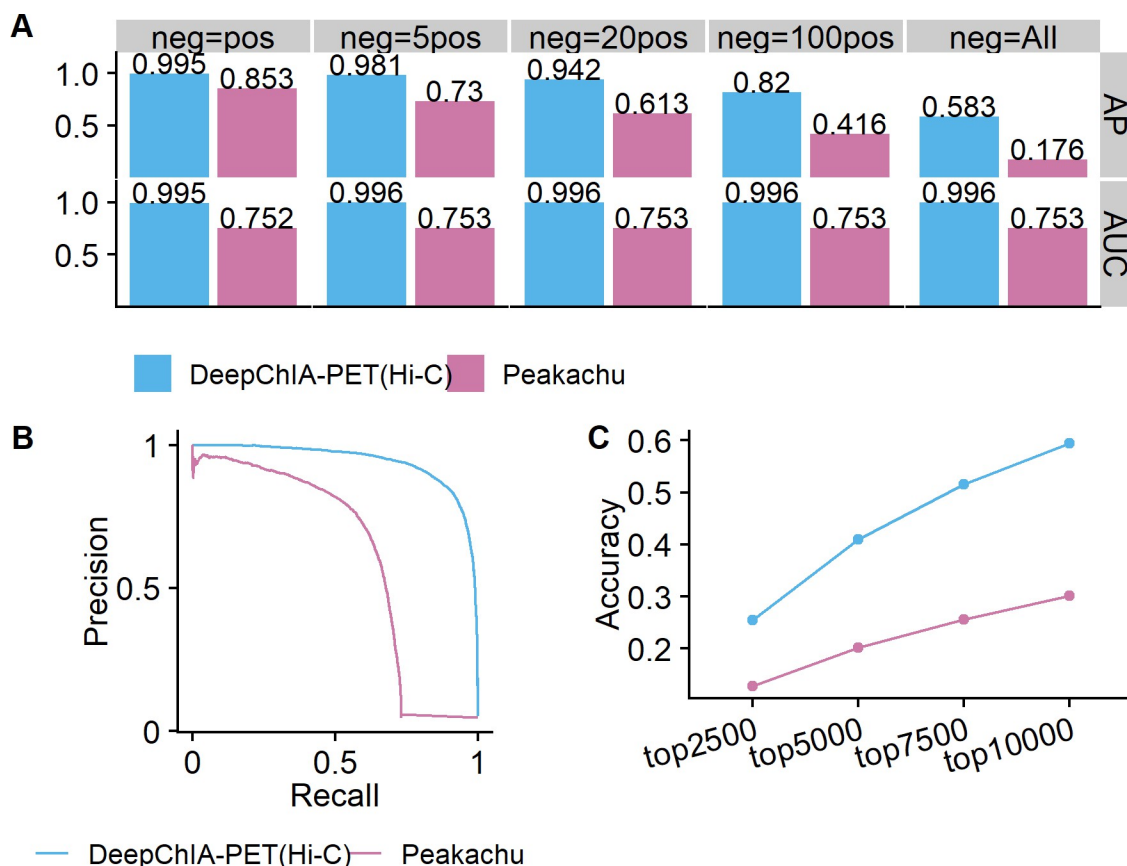 A
neg=pos neg=5pos neg=20pos neg=100pos neg=All
1.0 0.995 0.853 0.981 0.73 0.942 0.613 0.82 0.416 0.583 0.176 AP
0.5
1.0 0.995 0.752 0.996 0.753 0.996 0.753 0.996 0.753 0.996 0.753 AUC
0.5
DeepChIA-PET(Hi-C) Peakachu
B
Precision
1
0.5
0
0 0.5 1
Recall
DeepChIA-PET(Hi-C) Peakachu
C
Accuracy
0.6
0.5
0.4
0.3
0.2
top2500 top5000 top7500 top10000